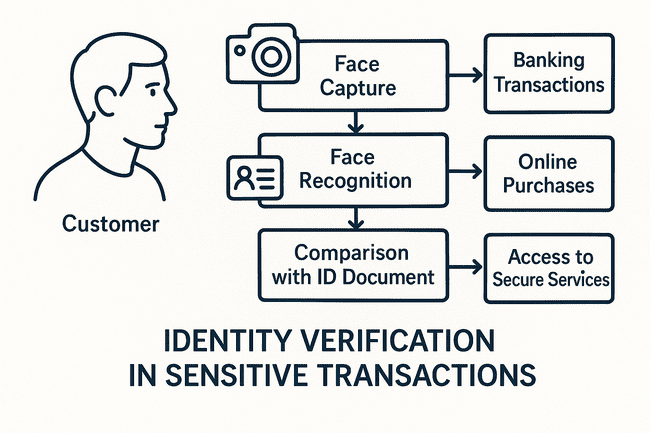 Face
Capture
Banking
Transactions
Face
Recognition
Online
Purchases
Customer
Comparison
with ID Document
Access to
Secure Services
IDENTITY VERIFICATION
IN SENSITIVE TRANSACTIONS